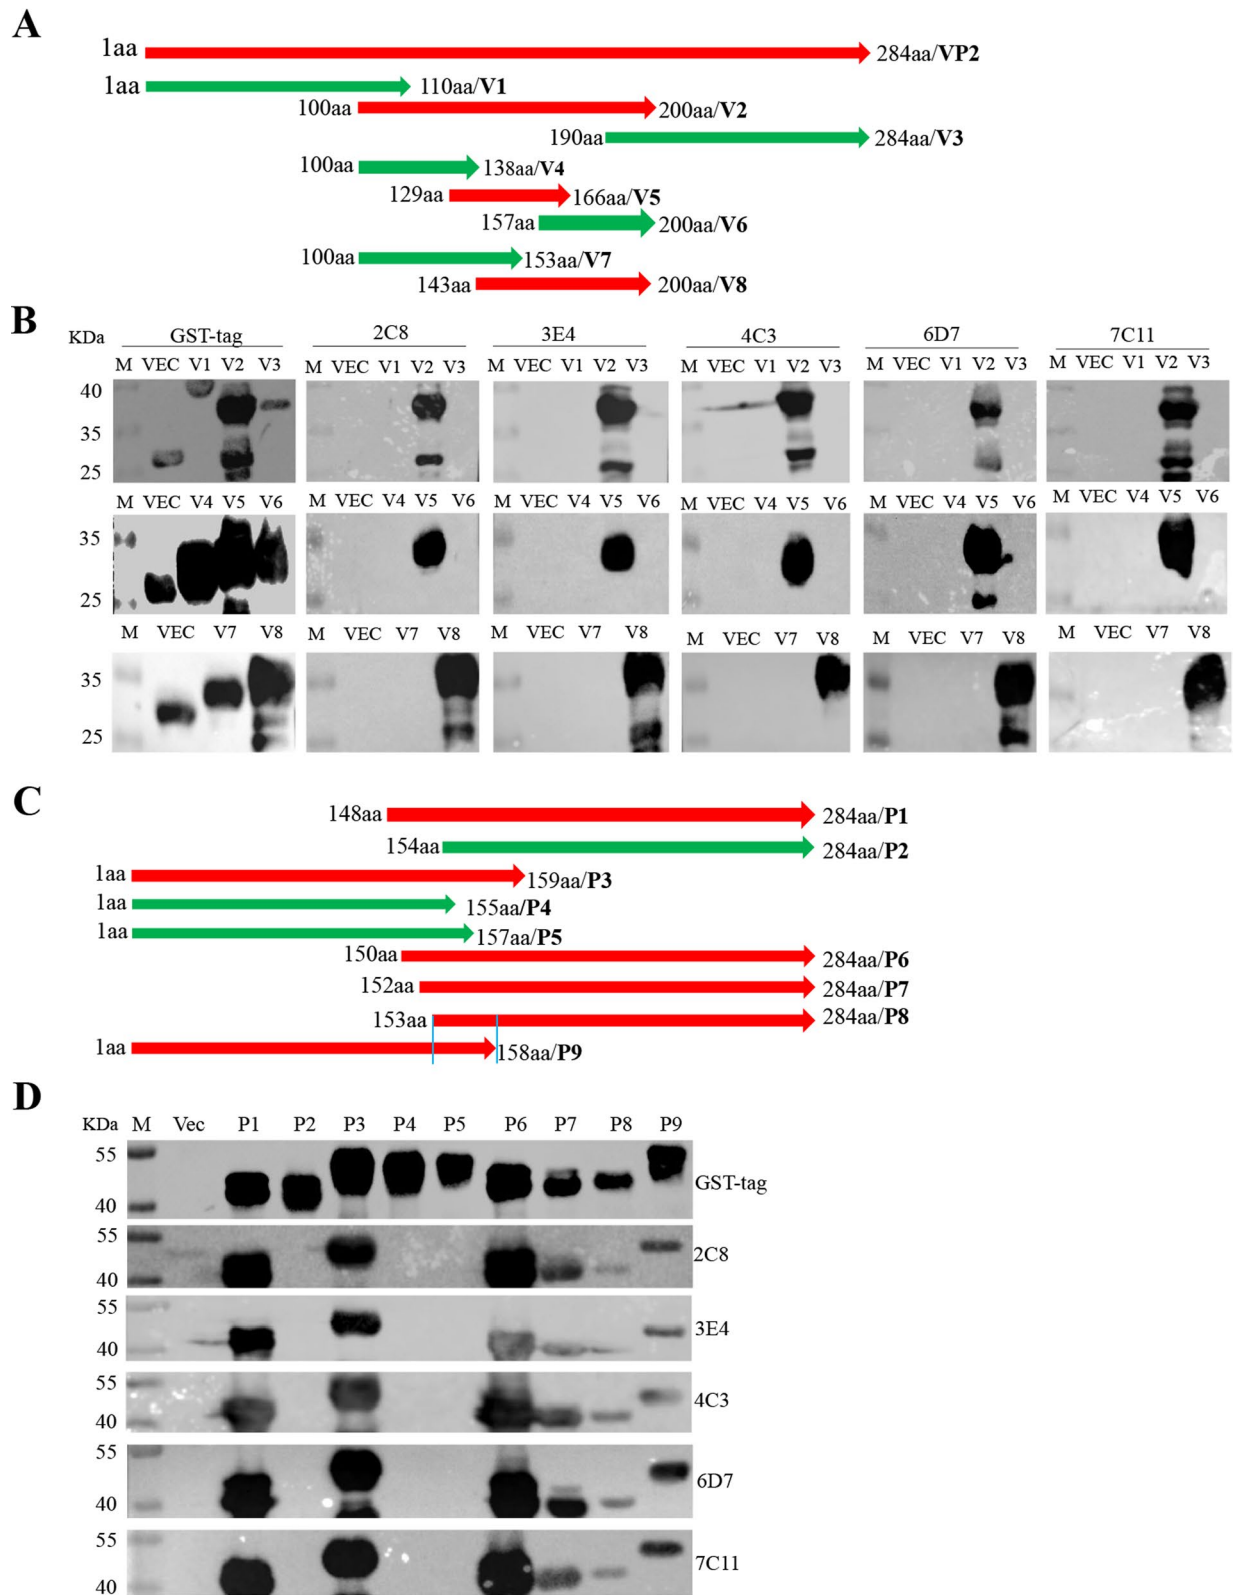 A
1aa 284aa/VP2
1aa 110aa/V1
100aa 200aa/V2
190aa 284aa/V3
100aa 138aa/V4
129aa 166aa/V5
157aa 200aa/V6
100aa 153aa/V7
143aa 200aa/V8
B
KDa GST-tag 2C8 3E4 4C3 6D7 7C11
M VEC V1 V2 V3 M VEC V1 V2 V3 M VEC V1 V2 V3 M VEC V1 V2 V3 M VEC V1 V2 V3 M VEC V1 V2 V3
40
35
25
M VEC V4 V5 V6 M VEC V4 V5 V6 M VEC V4 V5 V6 M VEC V4 V5 V6 M VEC V4 V5 V6 M VEC V4 V5 V6
35
25
M VEC V7 V8 M VEC V7 V8 M VEC V7 V8 M VEC V7 V8 M VEC V7 V8 M VEC V7 V8
35
25
C
148aa 284aa/P1
154aa 284aa/P2
1aa 159aa/P3
1aa 155aa/P4
1aa 157aa/P5
150aa 284aa/P6
152aa 284aa/P7
153aa 284aa/P8
1aa 158aa/P9
D
KDa M Vec P1 P2 P3 P4 P5 P6 P7 P8 P9
55
GST-tag
40
55
2C8
40
55
3E4
40
55
4C3
40
55
6D7
40
55
7C11
40